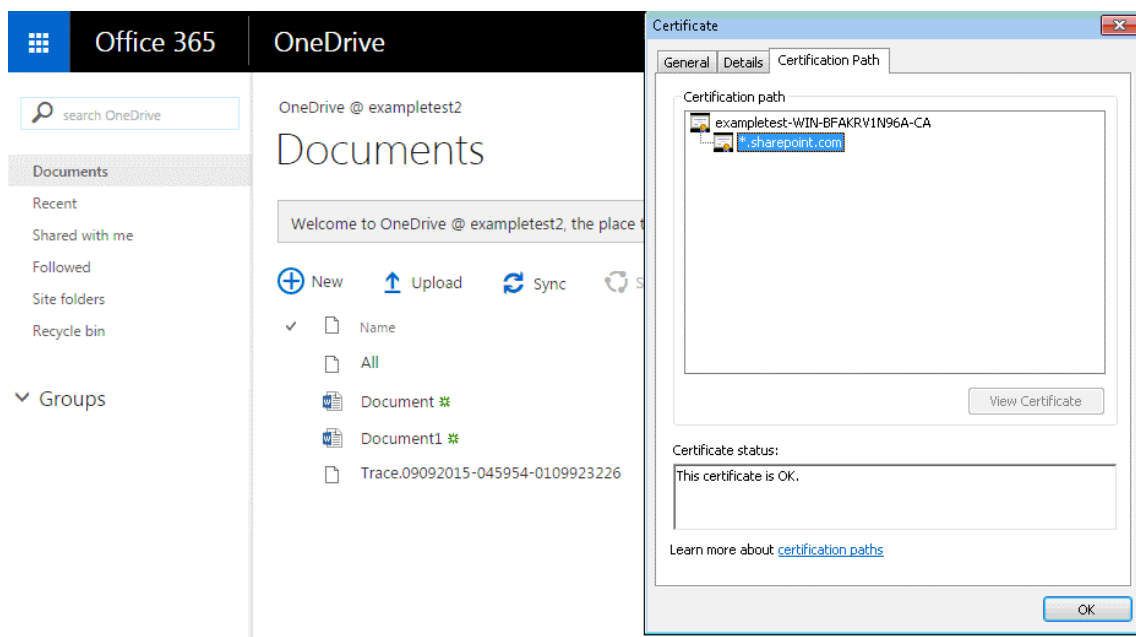 Office 365
OneDrive
search OneDrive
Documents
Recent
Shared with me
Followed
Site folders
Recycle bin
Groups
OneDrive @ exampletest2
Documents
Welcome to OneDrive @ exampletest2, the place t
New Upload Sync S
Name
All
Document
Document1
Trace.09092015-045954-0109923226
Certificate
General Details Certification Path
Certification path
exampletest-WIN-BFAKRV1N96A-CA
*.sharepoint.com
View Certificate
Certificate status:
This certificate is OK.
Learn more about certification paths
OK